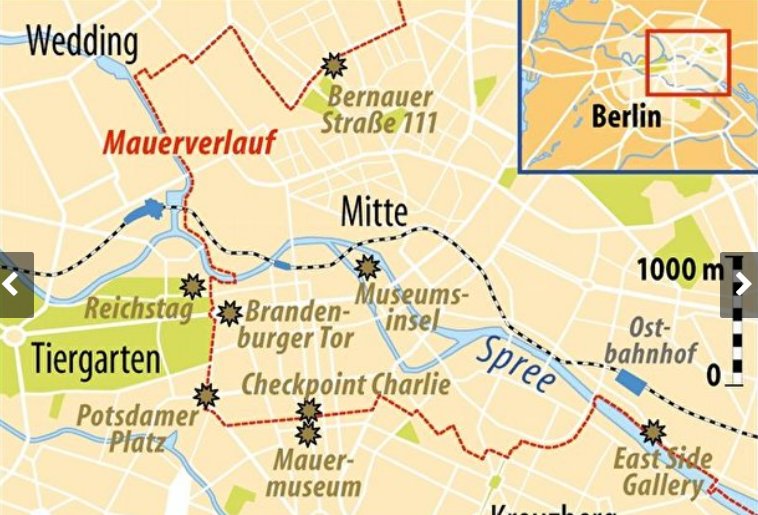 Wedding
Bernauer
Straße 111
Berlin
Mauerverlauf
Mitte
1000 m
0
Reichstag
Museums-
insel
Branden-
burger Tor
Ost-
bahnhof
Tiergarten
Spree
Checkpoint Charlie
Potsdamer
Platz
Mauer-
museum
East Side
Gallery
Kreuzberg